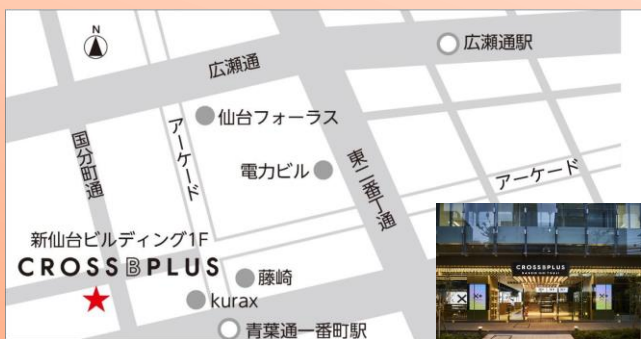 N
広瀬通駅
広瀬通
仙台フォーラス
アーケード
国分町通
電力ビル
東二番丁通
アーケード
新仙台ビルディング1F
CROSS B PLUS
藤崎
kurax
青葉通一番町駅
CROSSBPLUS